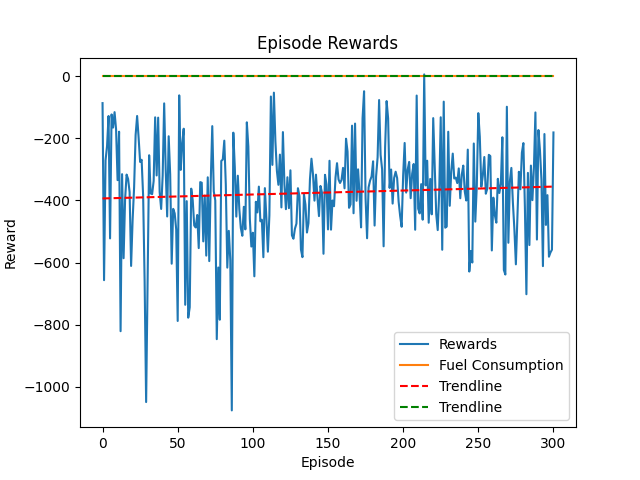 Episode Rewards
0
−200
−400
−600
−800
−1000
Reward
0
50
100
150
200
250
300
Episode
Rewards
Fuel Consumption
Trendline
Trendline